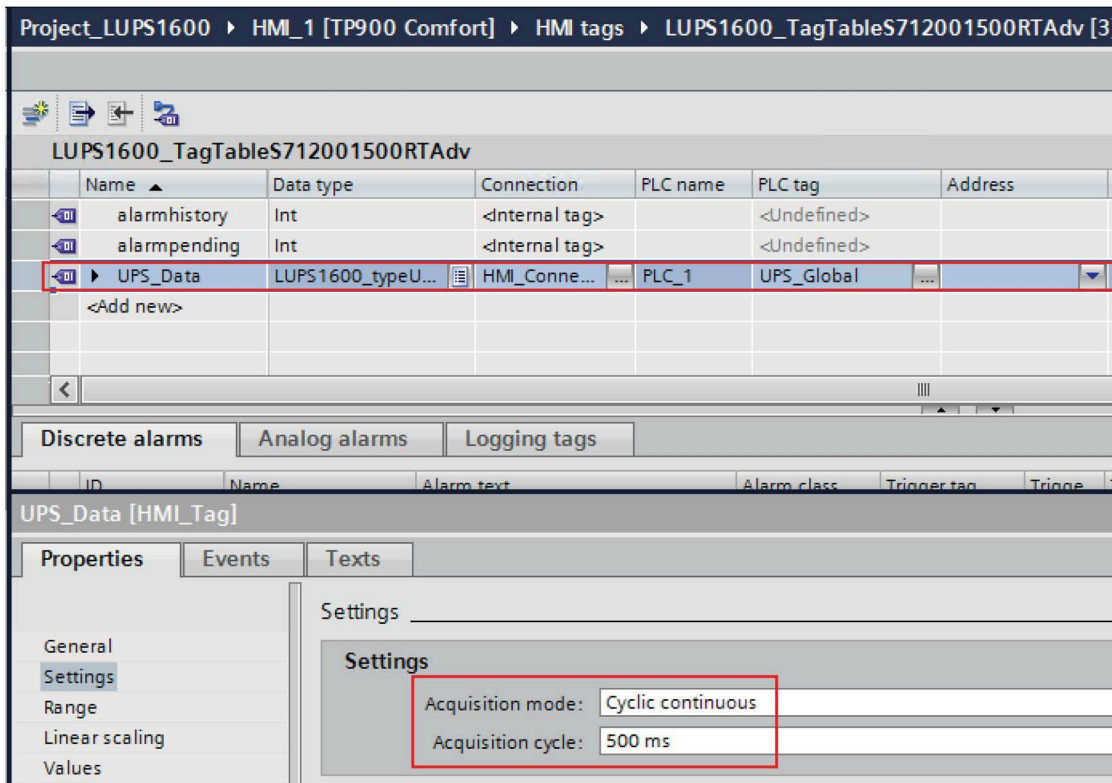 Project_LUPS1600 ▸ HMI_1 [TP900 Comfort] ▸ HMI tags ▸ LUPS1600_TagTableS712001500RTAdv [3
LUPS1600_TagTableS712001500RTAdv
Name Data type Connection PLC name PLC tag Address
alarmhistory Int <Internal tag> <Undefined>
alarmpending Int <Internal tag> <Undefined>
UPS_Data LUPS1600_typeU... HMI_Conne... ... PLC_1 UPS_Global ...
<Add new>
Discrete alarms Analog alarms Logging tags
ID Name Alarm text Alarm class Trigger tag Trigge
UPS_Data [HMI_Tag]
Properties Events Texts
Settings
General
Settings
Settings
Range
Acquisition mode: Cyclic continuous
Linear scaling
Acquisition cycle: 500 ms
Values